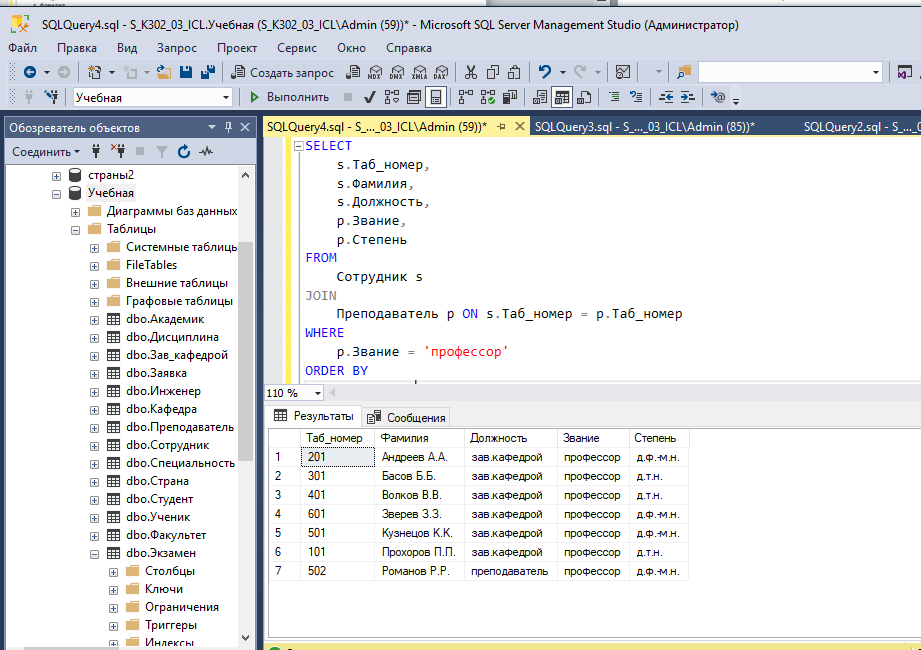 SQLQuery4.sql - S_K302_03_ICL.Учебная (S_K302_03_ICL\Admin (59))* - Microsoft SQL Server Management Studio (Администратор)
Файл Правка Вид Запрос Проект Сервис Окно Справка
Создать запрос MDX DMX XMLA DAX
Учебная Выполнить
Обозреватель объектов
Соединить
страны2
Учебная
Диаграммы баз данных
Таблицы
Системные таблицы
FileTables
Внешние таблицы
Графовые таблицы
dbo.Академик
dbo.Дисциплина
dbo.Зав_кафедрой
dbo.Заявка
dbo.Инженер
dbo.Кафедра
dbo.Преподаватель
dbo.Сотрудник
dbo.Специальность
dbo.Страна
dbo.Студент
dbo.Ученик
dbo.Факультет
dbo.Экзамен
Столбцы
Ключи
Ограничения
Триггеры
Индексы
SQLQuery4.sql - S_..._03_ICL\Admin (59))* SQLQuery3.sql - S_..._03_ICL\Admin (85))* SQLQuery2.sql - S_..._0
SELECT
s.Таб_номер,
s.Фамилия,
s.Должность,
p.Звание,
p.Степень
FROM
Сотрудник s
JOIN
Преподаватель p ON s.Таб_номер = p.Таб_номер
WHERE
p.Звание = 'профессор'
ORDER BY
110 %
Результаты Сообщения
Таб_номер Фамилия Должность Звание Степень
1 201 Андреев А.А. зав.кафедрой профессор д.ф.-м.н.
2 301 Басов Б.Б. зав.кафедрой профессор д.т.н.
3 401 Волков В.В. зав.кафедрой профессор д.ф.-м.н.
4 601 Зверев З.З. зав.кафедрой профессор д.ф.-м.н.
5 501 Кузнецов К.К. зав.кафедрой профессор д.ф.-м.н.
6 101 Прохоров П.П. зав.кафедрой профессор д.т.н.
7 502 Романов Р.Р. преподаватель профессор д.ф.-м.н.